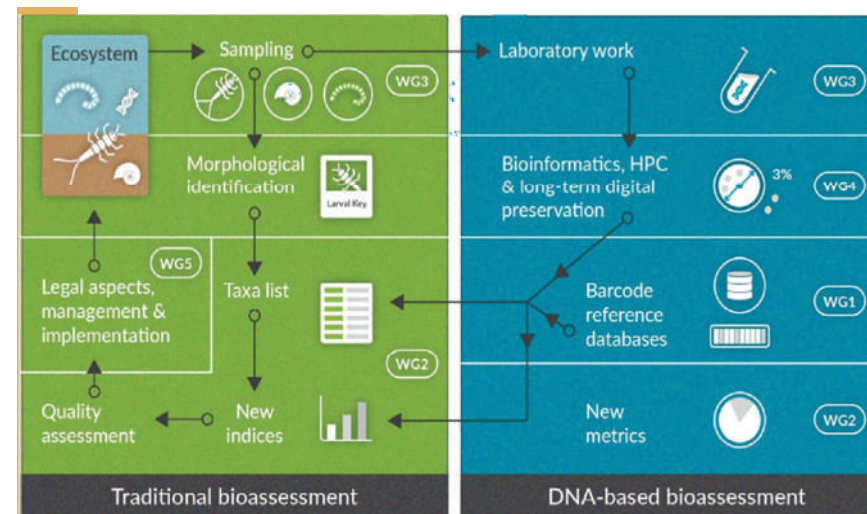 Ecosystem
Sampling
WG3
Morphological
identification
Larval Key
WG5
Legal aspects,
management &
implementation
Taxa list
WG2
Quality
assessment
New
indices
Traditional bioassessment
Laboratory work
WG3
Bioinformatics, HPC
& long-term digital
preservation
3%
WG4
Barcode
reference
databases
WG1
New
metrics
WG2
DNA-based bioassessment